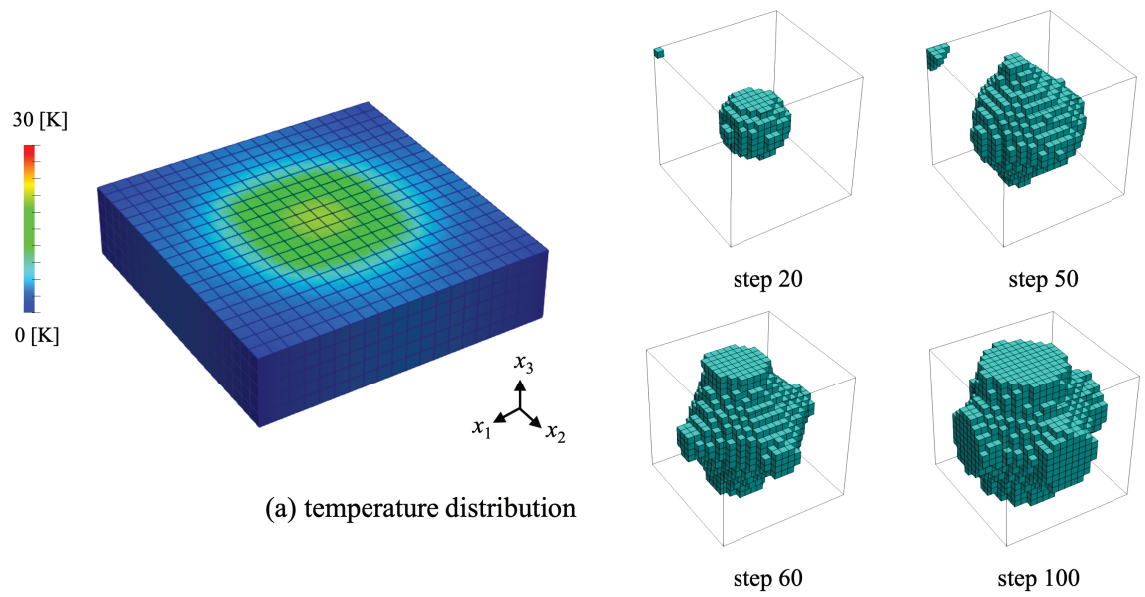 30 [K]
0 [K]
x3
x1
x2
(a) temperature distribution
step 20
step 50
step 60
step 100